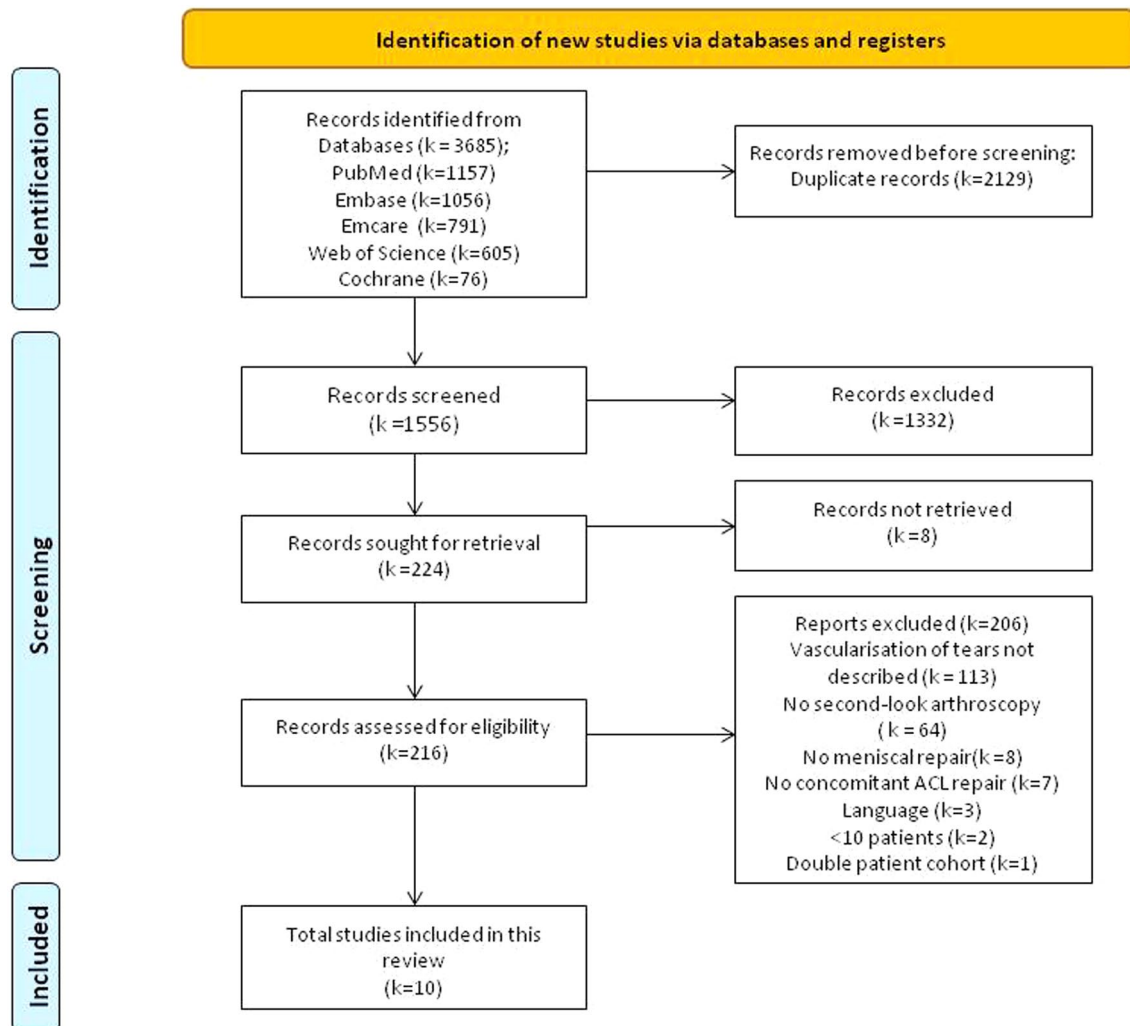 Identification of new studies via databases and registers
Identification
Records identified from
Databases (k = 3685);
PubMed (k=1157)
Embase (k=1056)
Emcare (k=791)
Web of Science (k=605)
Cochrane (k=76)
Records removed before screening:
Duplicate records (k=2129)
Screening
Records screened
(k =1556)
Records excluded
(k =1332)
Records sought for retrieval
(k=224)
Records not retrieved
(k =8)
Records assessed for eligibility
(k=216)
Reports excluded (k=206)
Vascularisation of tears not
described (k = 113)
No second-look arthroscopy
( k = 64)
No meniscal repair(k =8)
No concomitant ACL repair (k=7)
Language (k=3)
<10 patients (k=2)
Double patient cohort (k=1)
Included
Total studies included in this
review
(k=10)